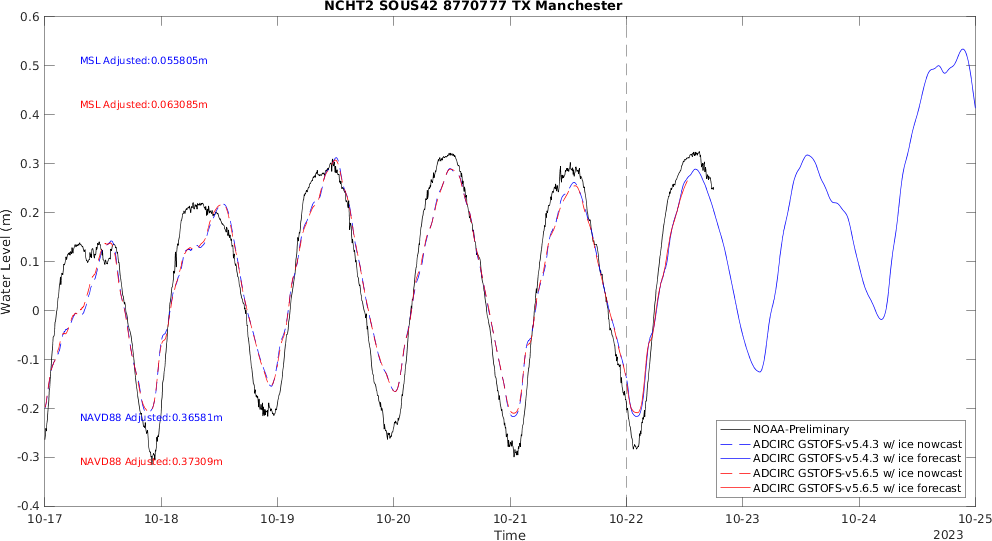 NCHT2 SOUS42 8770777 TX Manchester
0.6
0.5
0.4
0.3
0.2
0.1
0
-0.1
-0.2
-0.3
-0.4
Water Level (m)
MSL Adjusted:0.055805m
MSL Adjusted:0.063085m
NAVD88 Adjusted:0.36581m
NAVD88 Adjusted:0.37309m
NOAA-Preliminary
ADCIRC GSTOFS-v5.4.3 w/ ice nowcast
ADCIRC GSTOFS-v5.4.3 w/ ice forecast
ADCIRC GSTOFS-v5.6.5 w/ ice nowcast
ADCIRC GSTOFS-v5.6.5 w/ ice forecast
10-17 10-18 10-19 10-20 10-21 10-22 10-23 10-24 10-25
Time
2023